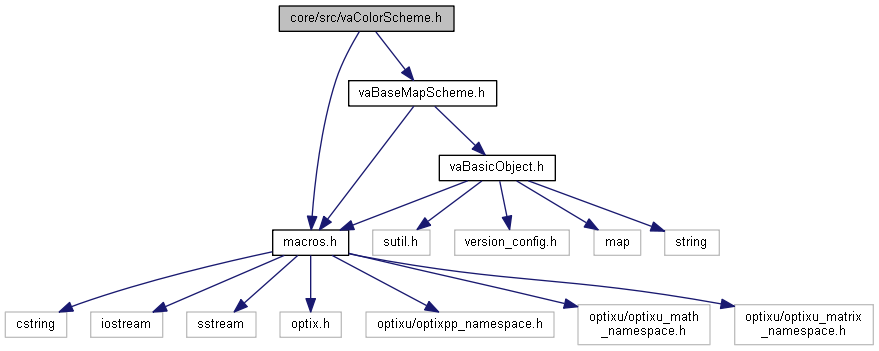 core/src/vaColorScheme.h
vaBaseMapScheme.h
vaBasicObject.h
macros.h
sutil.h
version_config.h
map
string
cstring
iostream
sstream
optix.h
optixu/optixpp_namespace.h
optixu/optixu_math
_namespace.h
optixu/optixu_matrix
_namespace.h